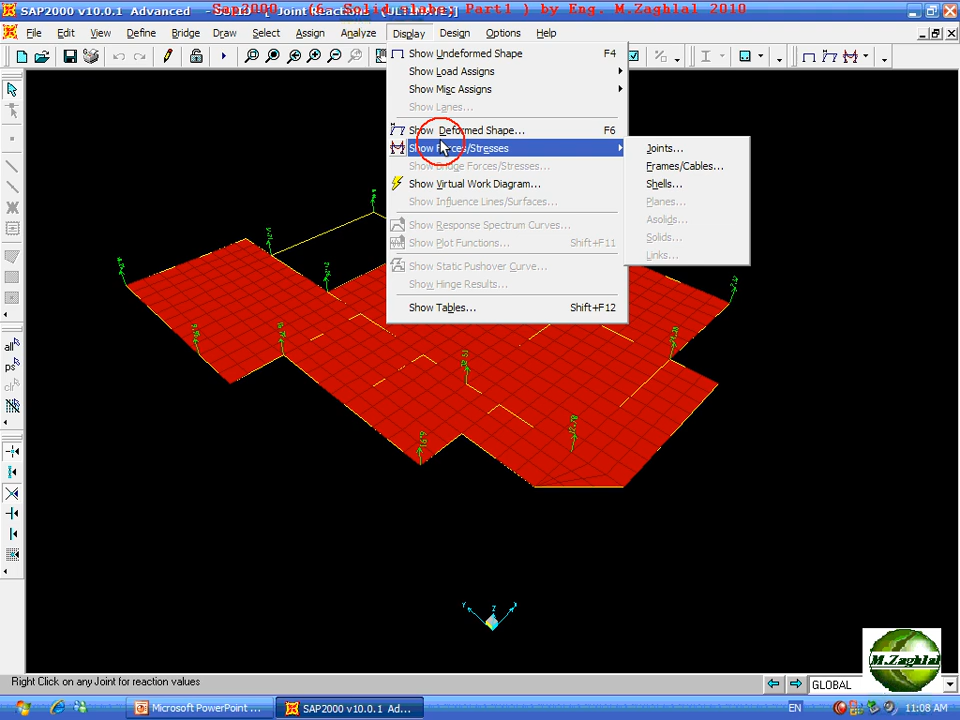 SAP2000 v10.0.1 Advanced
Sap2000 (6. Solid slabs Part1 ) by Eng. M.Zaghlal 2010
File Edit View Define Bridge Draw Select Assign Analyze Display Design Options Help
Show Undeformed Shape F4
Show Load Assigns
Show Misc Assigns
Show Lanes...
Show Deformed Shape... F6
Show Forces/Stresses
Show Bridge Forces/Stresses...
Show Virtual Work Diagram...
Show Influence Lines/Surfaces...
Show Response Spectrum Curves...
Show Plot Functions... Shift+F11
Show Static Pushover Curve...
Show Hinge Results...
Show Tables... Shift+F12
Joints...
Frames/Cables...
Shells...
Planes...
Asolids...
Solids...
Links...
all
ps
clr
Y Z X
M.Zaghlal
Right Click on any Joint for reaction values
GLOBAL
Microsoft PowerPoint ...
SAP2000 v10.0.1 Ad...
EN
11:08 AM